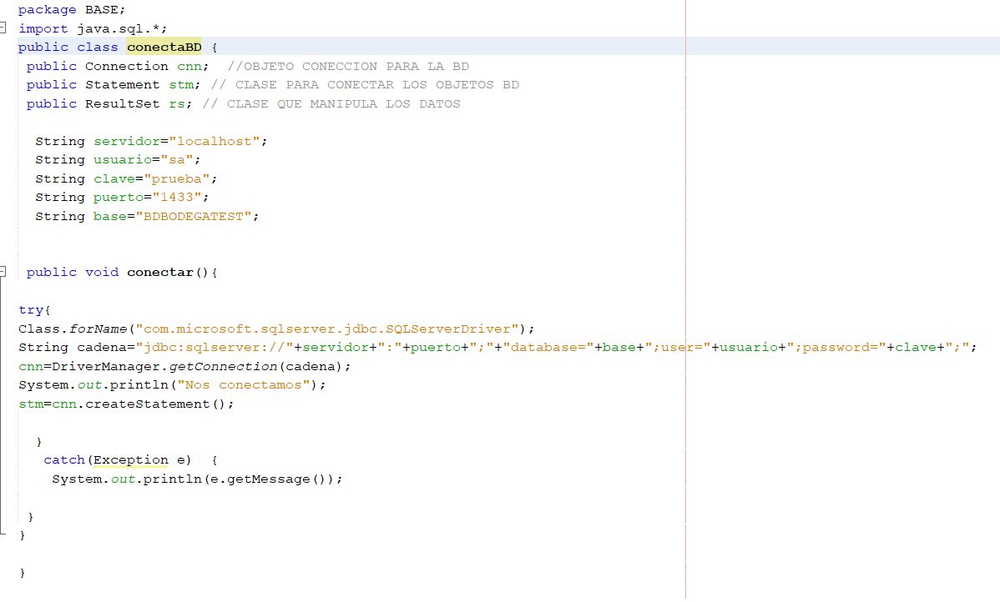 package BASE;
import java.sql.*;
public class conectaBD {
public Connection cnn;  //OBJETO CONECCION PARA LA BD
public Statement stm; // CLASE PARA CONECTAR LOS OBJETOS BD
public ResultSet rs; // CLASE QUE MANIPULA LOS DATOS
String servidor="localhost";
String usuario="sa";
String clave="prueba";
String puerto="1433";
String base="BDBODEGATEST";
public void conectar(){
try{
Class.forName("com.microsoft.sqlserver.jdbc.SQLServerDriver");
String cadena="jdbc:sqlserver://"+servidor+":"+puerto+";"+"database="+base+";user="+usuario+";password="+clave+";";
cnn=DriverManager.getConnection(cadena);
System.out.println("Nos conectamos");
stm=cnn.createStatement();
}
catch(Exception e)  {
System.out.println(e.getMessage());
}
}
}